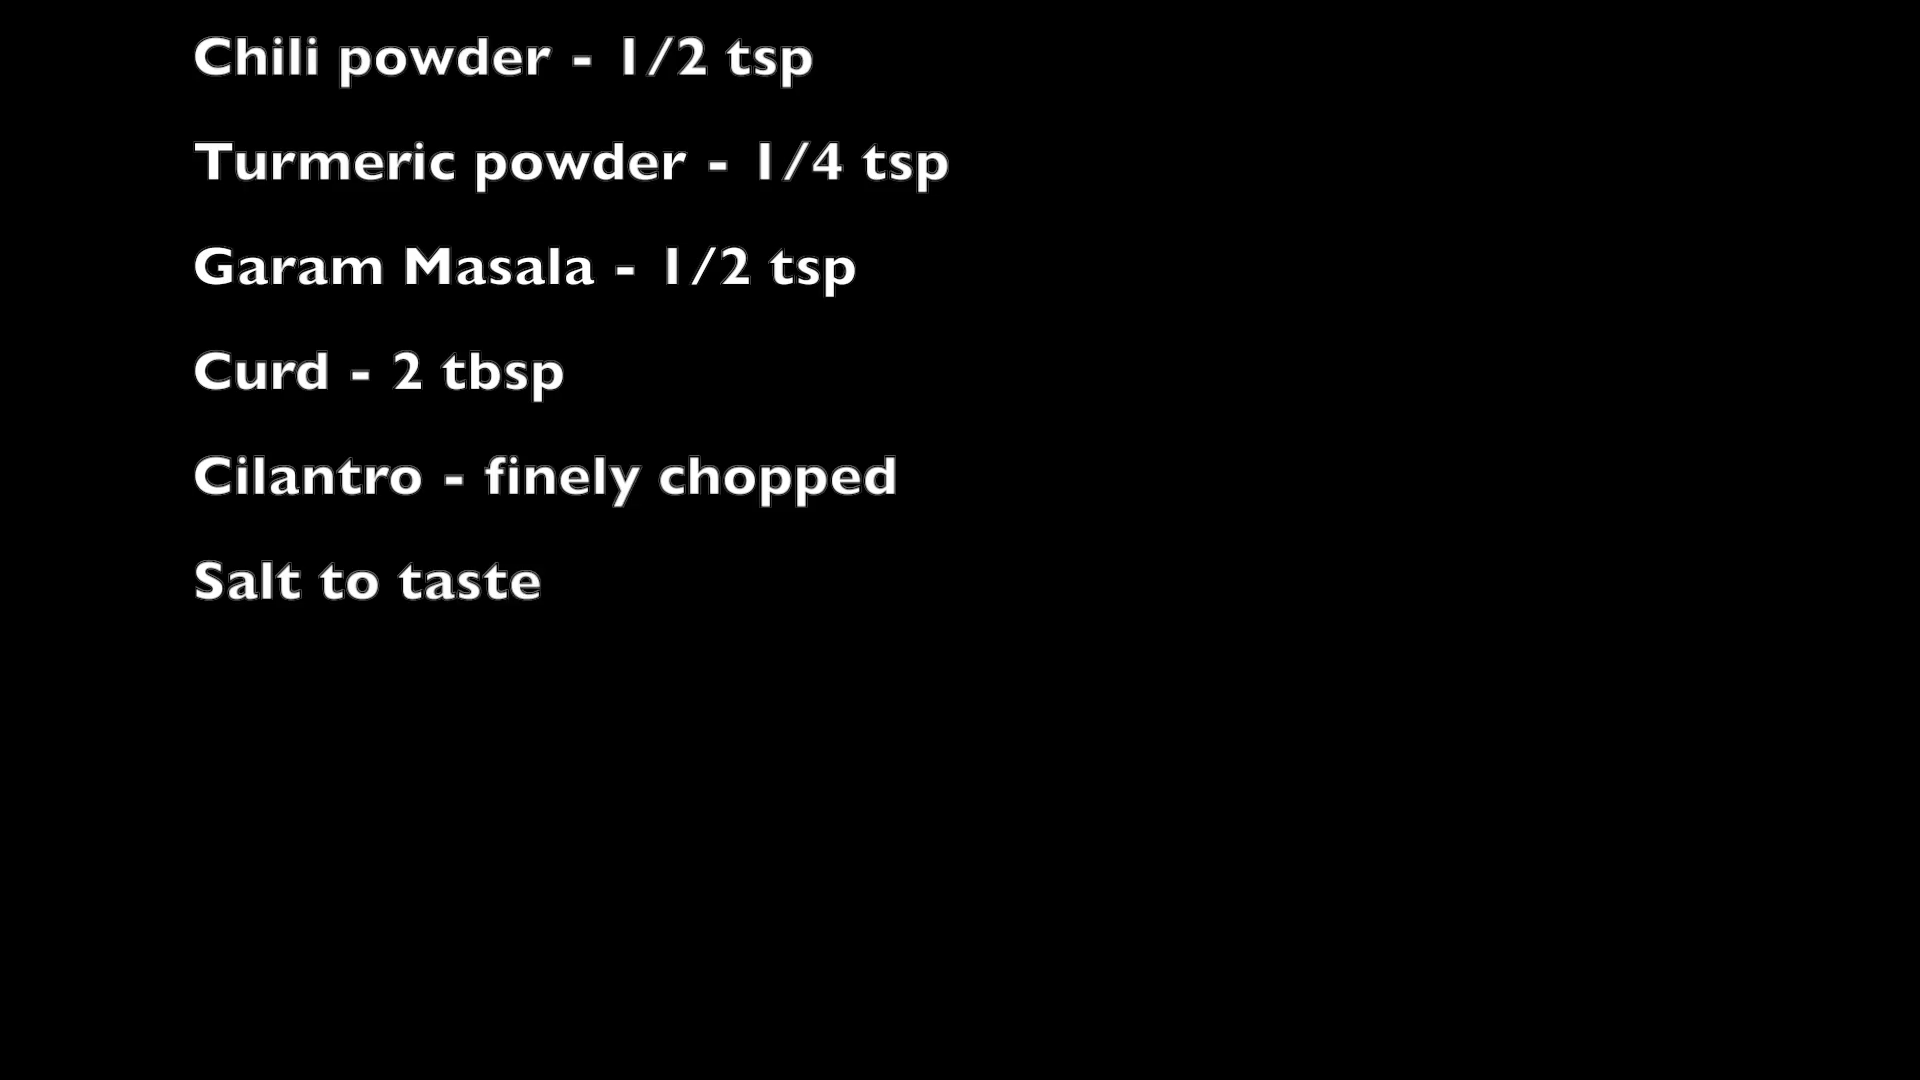 Chili powder - 1/2 tsp
Turmeric powder - 1/4 tsp
Garam Masala - 1/2 tsp
Curd - 2 tbsp
Cilantro - finely chopped
Salt to taste